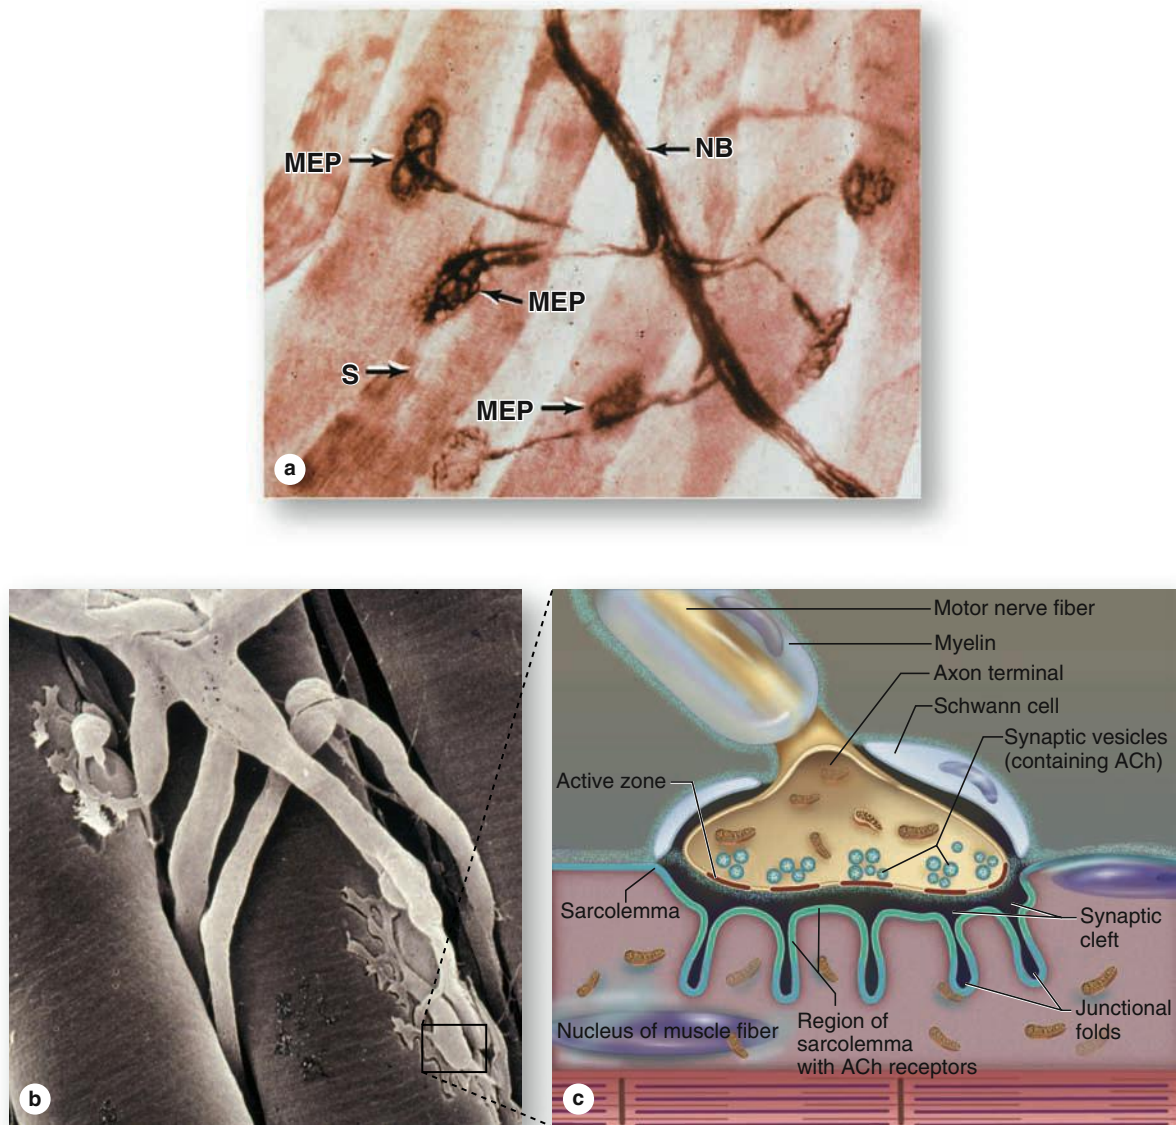 MEP
NB
MEP
S
MEP
a
b
Motor nerve fiber
Myelin
Axon terminal
Schwann cell
Synaptic vesicles
(containing ACh)
Active zone
Sarcolemma
Synaptic
cleft
Junctional
folds
Nucleus of muscle fiber
Region of
sarcolemma
with ACh receptors
c